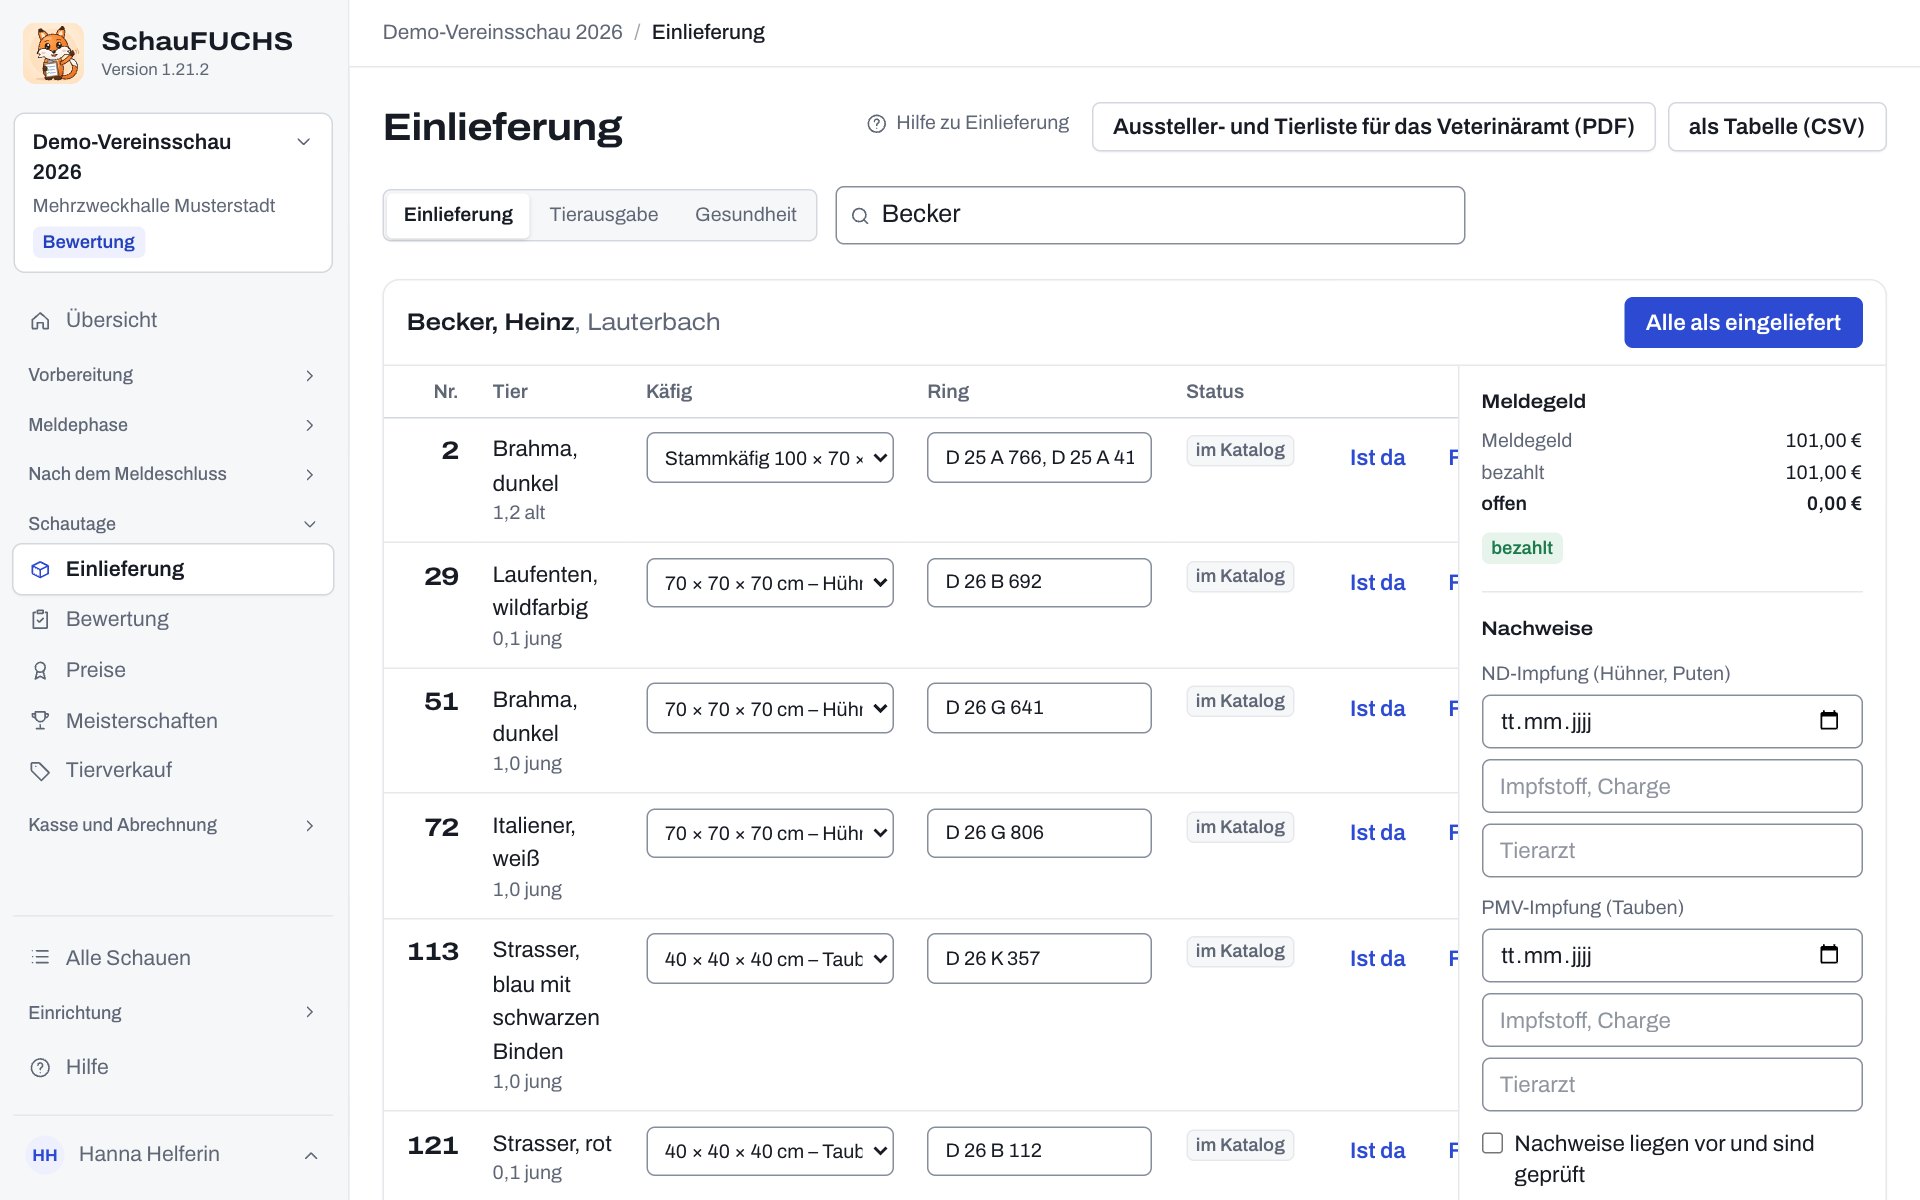 SchauFUCHS
Version 1.21.2
Demo-Vereinsschau 2026
Mehrzweckhalle Musterstadt
Bewertung
Übersicht
Vorbereitung
Meldephase
Nach dem Meldeschluss
Schautage
Einlieferung
Bewertung
Preise
Meisterschaften
Tierverkauf
Kasse und Abrechnung
Alle Schauen
Einrichtung
Hilfe
HH Hanna Helferin
Demo-Vereinsschau 2026 / Einlieferung
Einlieferung
Hilfe zu Einlieferung
Aussteller- und Tierliste für das Veterinäramt (PDF)
als Tabelle (CSV)
Einlieferung Tierausgabe Gesundheit
Becker
Becker, Heinz, Lauterbach
Alle als eingeliefert
Nr. Tier Käfig Ring Status
2 Brahma, dunkel Stammkäfig 100 × 70 × D 25 A 766, D 25 A 41 im Katalog Ist da F
1,2 alt
29 Laufenten, wildfarbig 70 × 70 × 70 cm – Hühr D 26 B 692 im Katalog Ist da F
0,1 jung
51 Brahma, dunkel 70 × 70 × 70 cm – Hühr D 26 G 641 im Katalog Ist da F
1,0 jung
72 Italiener, weiß 70 × 70 × 70 cm – Hühr D 26 G 806 im Katalog Ist da F
1,0 jung
113 Strasser, blau mit schwarzen Binden 40 × 40 × 40 cm – Taub D 26 K 357 im Katalog Ist da F
1,0 jung
121 Strasser, rot 40 × 40 × 40 cm – Taub D 26 B 112 im Katalog Ist da F
0,1 jung
Meldegeld
Meldegeld 101,00 €
bezahlt 101,00 €
offen 0,00 €
bezahlt
Nachweise
ND-Impfung (Hühner, Puten)
tt.mm.jjjj
Impfstoff, Charge
Tierarzt
PMV-Impfung (Tauben)
tt.mm.jjjj
Impfstoff, Charge
Tierarzt
Nachweise liegen vor und sind
geprüft